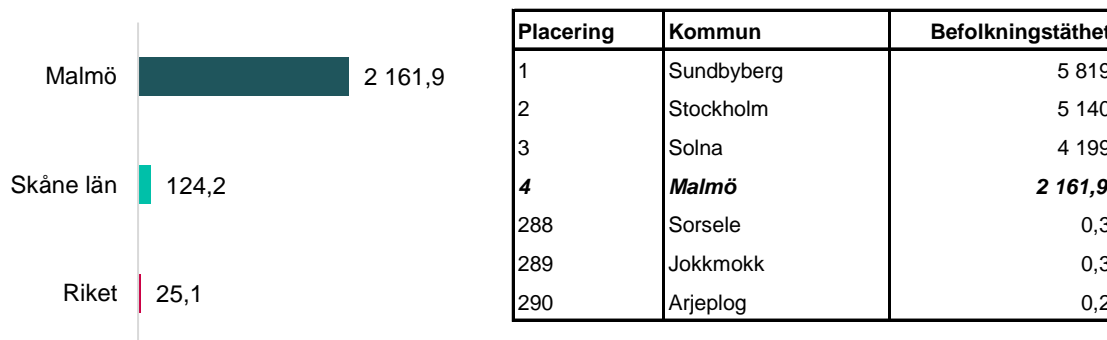 Malmö 2 161,9
Skåne län 124,2
Riket 25,1
Placering Kommun Befolkningstäthet
1 Sundbyberg 5 819
2 Stockholm 5 140
3 Solna 4 199
4 Malmö 2 161,9
288 Sorsele 0,3
289 Jokkmokk 0,3
290 Arjeplog 0,2